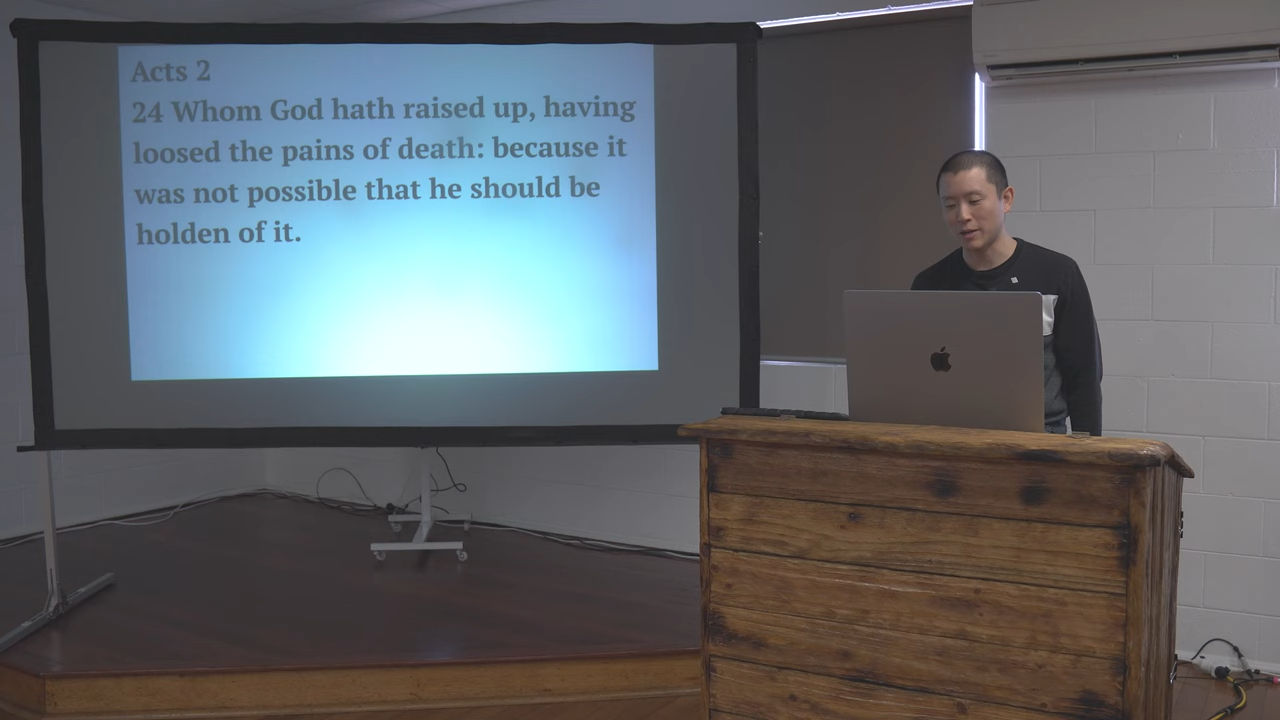 Acts 2
24 Whom God hath raised up, having
loosed the pains of death: because it
was not possible that he should be
holden of it.